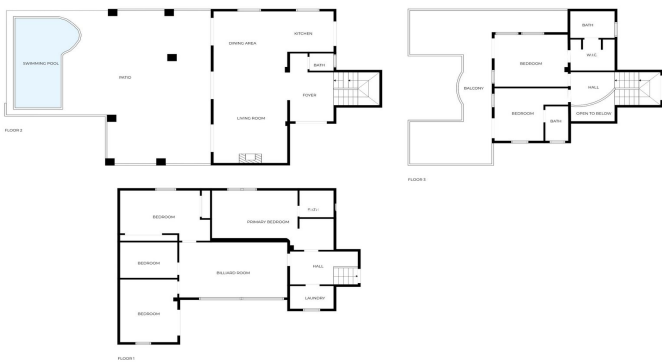 SWIMMING POOL
PATIO
DINING AREA
KITCHEN
BATH
FOYER
LIVING ROOM
FLOOR 2
BATH
W.I.C.
BEDROOM
HALL
BALCONY
BEDROOM
BATH
OPEN TO BELOW
FLOOR 3
BEDROOM
PRIMARY BEDROOM
BEDROOM
BILLIARD ROOM
HALL
BEDROOM
LAUNDRY
FLOOR 1